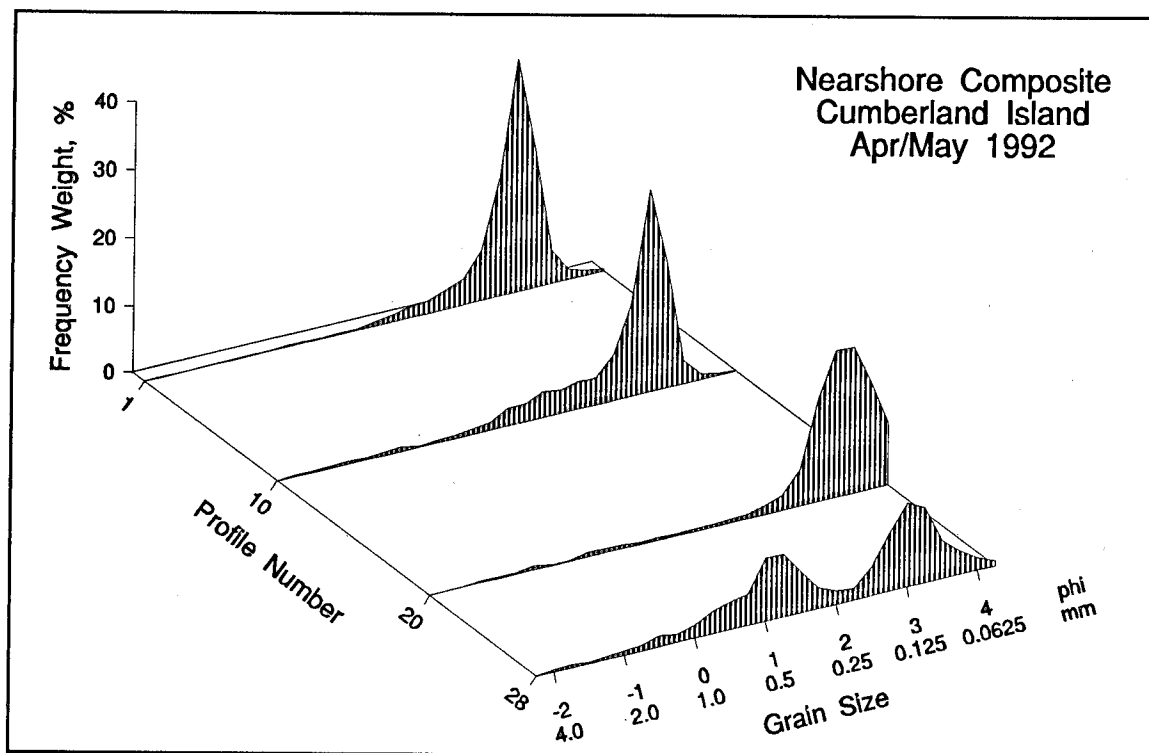 Nearshore Composite
Cumberland Island
Apr/May 1992
Frequency Weight, %
40
30
20
10
0
1
10
20
28
Profile Number
-2 -1 0 1 2 3 4 phi
4.0 2.0 1.0 0.5 0.25 0.125 0.0625 mm
Grain Size